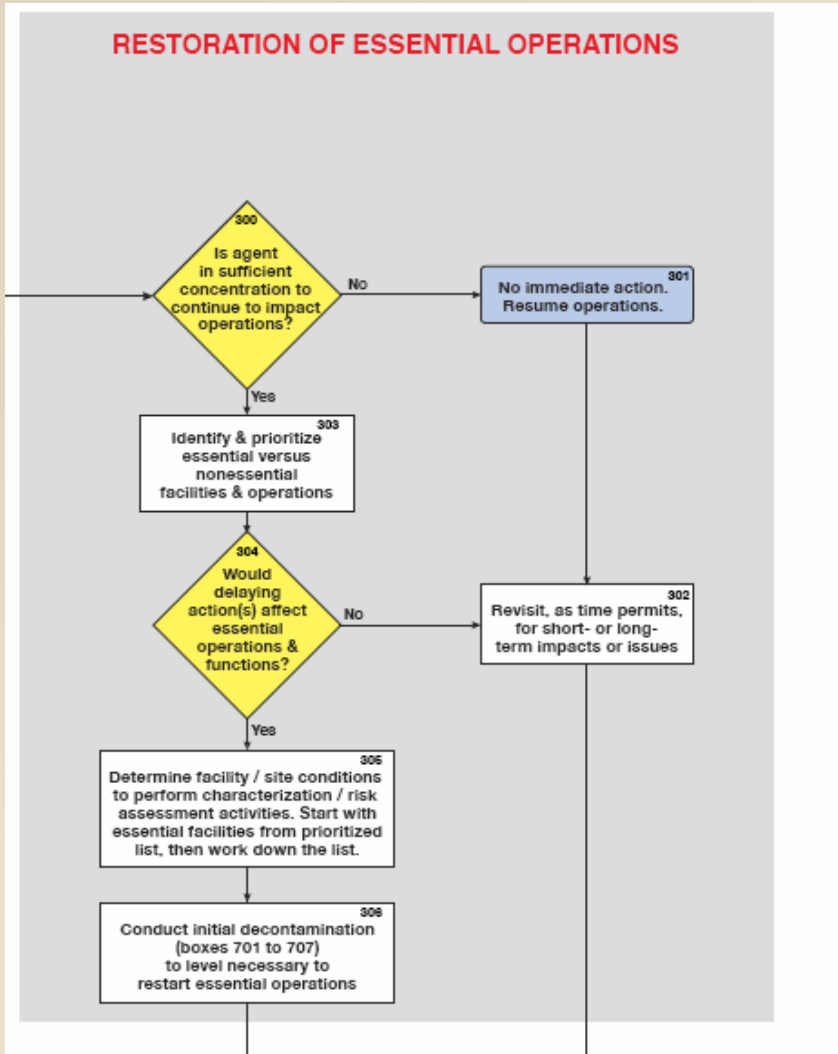 RESTORATION OF ESSENTIAL OPERATIONS
300
Is agent
in sufficient
concentration to
continue to impact
operations?
No
301
No immediate action.
Resume operations.
Yes
303
Identify & prioritize
essential versus
nonessential
facilities & operations
304
Would
delaying
action(s) affect
essential
operations &
functions?
No
302
Revisit, as time permits,
for short- or long-
term impacts or issues
Yes
305
Determine facility / site conditions
to perform characterization / risk
assessment activities. Start with
essential facilities from prioritized
list, then work down the list.
306
Conduct initial decontamination
(boxes 701 to 707)
to level necessary to
restart essential operations